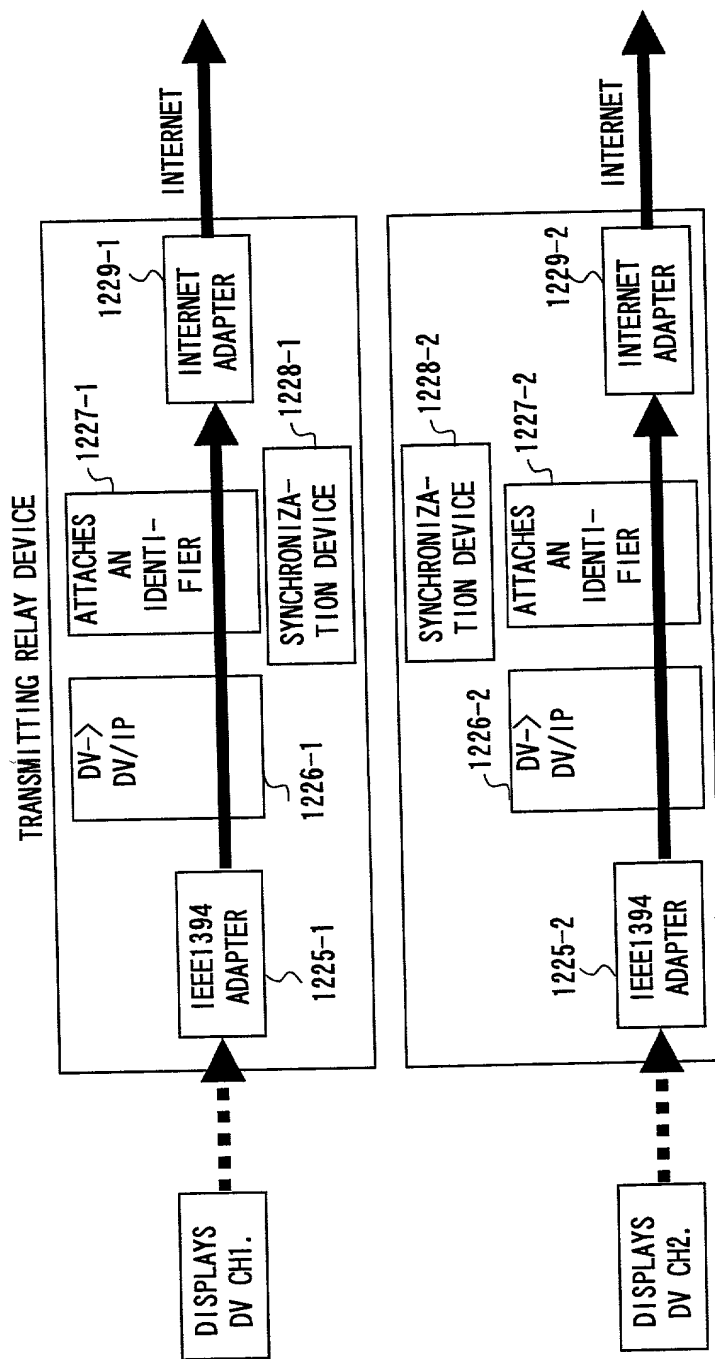 TRANSMITTING RELAY DEVICE
DISPLAYS
DV CH1.
IEEE1394
ADAPTER
1225-1
DV->
DV/IP
1226-1
ATTACHES
AN
IDENTI-
FIER
1227-1
SYNCHRONIZA-
TION DEVICE
1228-1
INTERNET
ADAPTER
1229-1
INTERNET
DISPLAYS
DV CH2.
IEEE1394
ADAPTER
1225-2
DV->
DV/IP
1226-2
SYNCHRONIZA-
TION DEVICE
1228-2
ATTACHES
AN
IDENTI-
FIER
1227-2
INTERNET
ADAPTER
1229-2
INTERNET